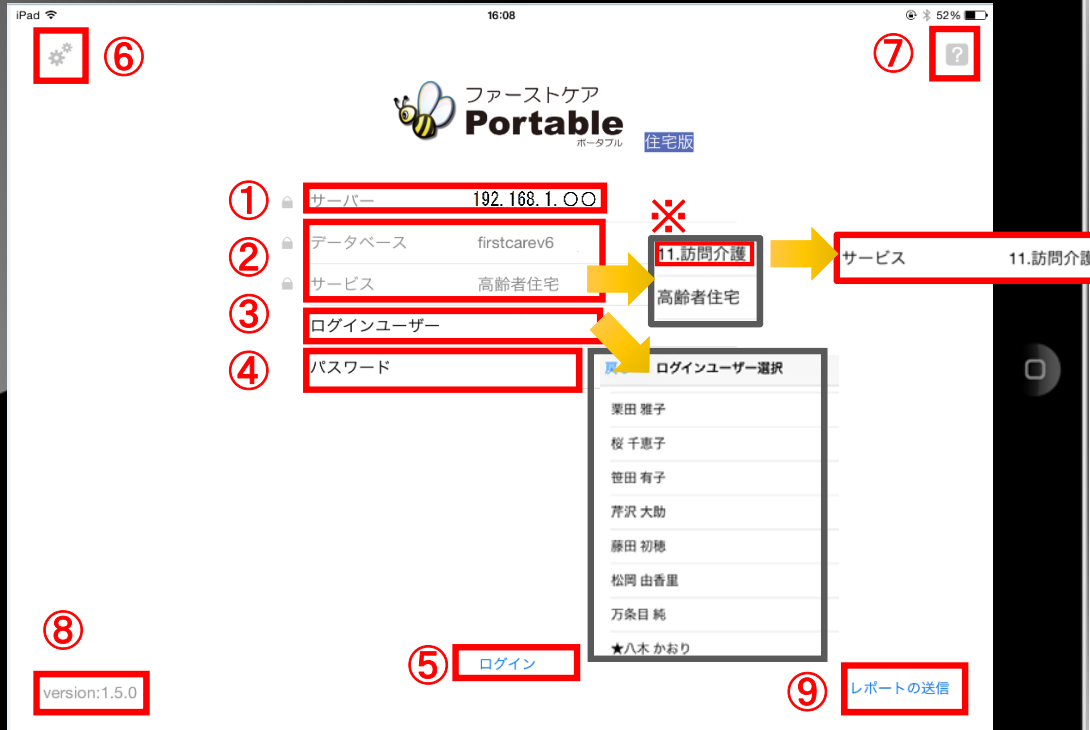 iPad 16:08 52%
⑥ ⑦ ?
ファーストケア
Portable
ポータブル 住宅版
① サーバー 192.168.1.○○
※
② データベース firstcarev6
11.訪問介護
サービス 11.訪問介護
サービス 高齢者住宅
高齢者住宅
③ ログインユーザー
④ パスワード
ログインユーザー選択
栗田 雅子
桜 千恵子
笹田 有子
芹沢 大助
藤田 初穂
松岡 由香里
万条目 純
★八木 かおり
⑤ ログイン
⑧
version:1.5.0
⑨ レポートの送信